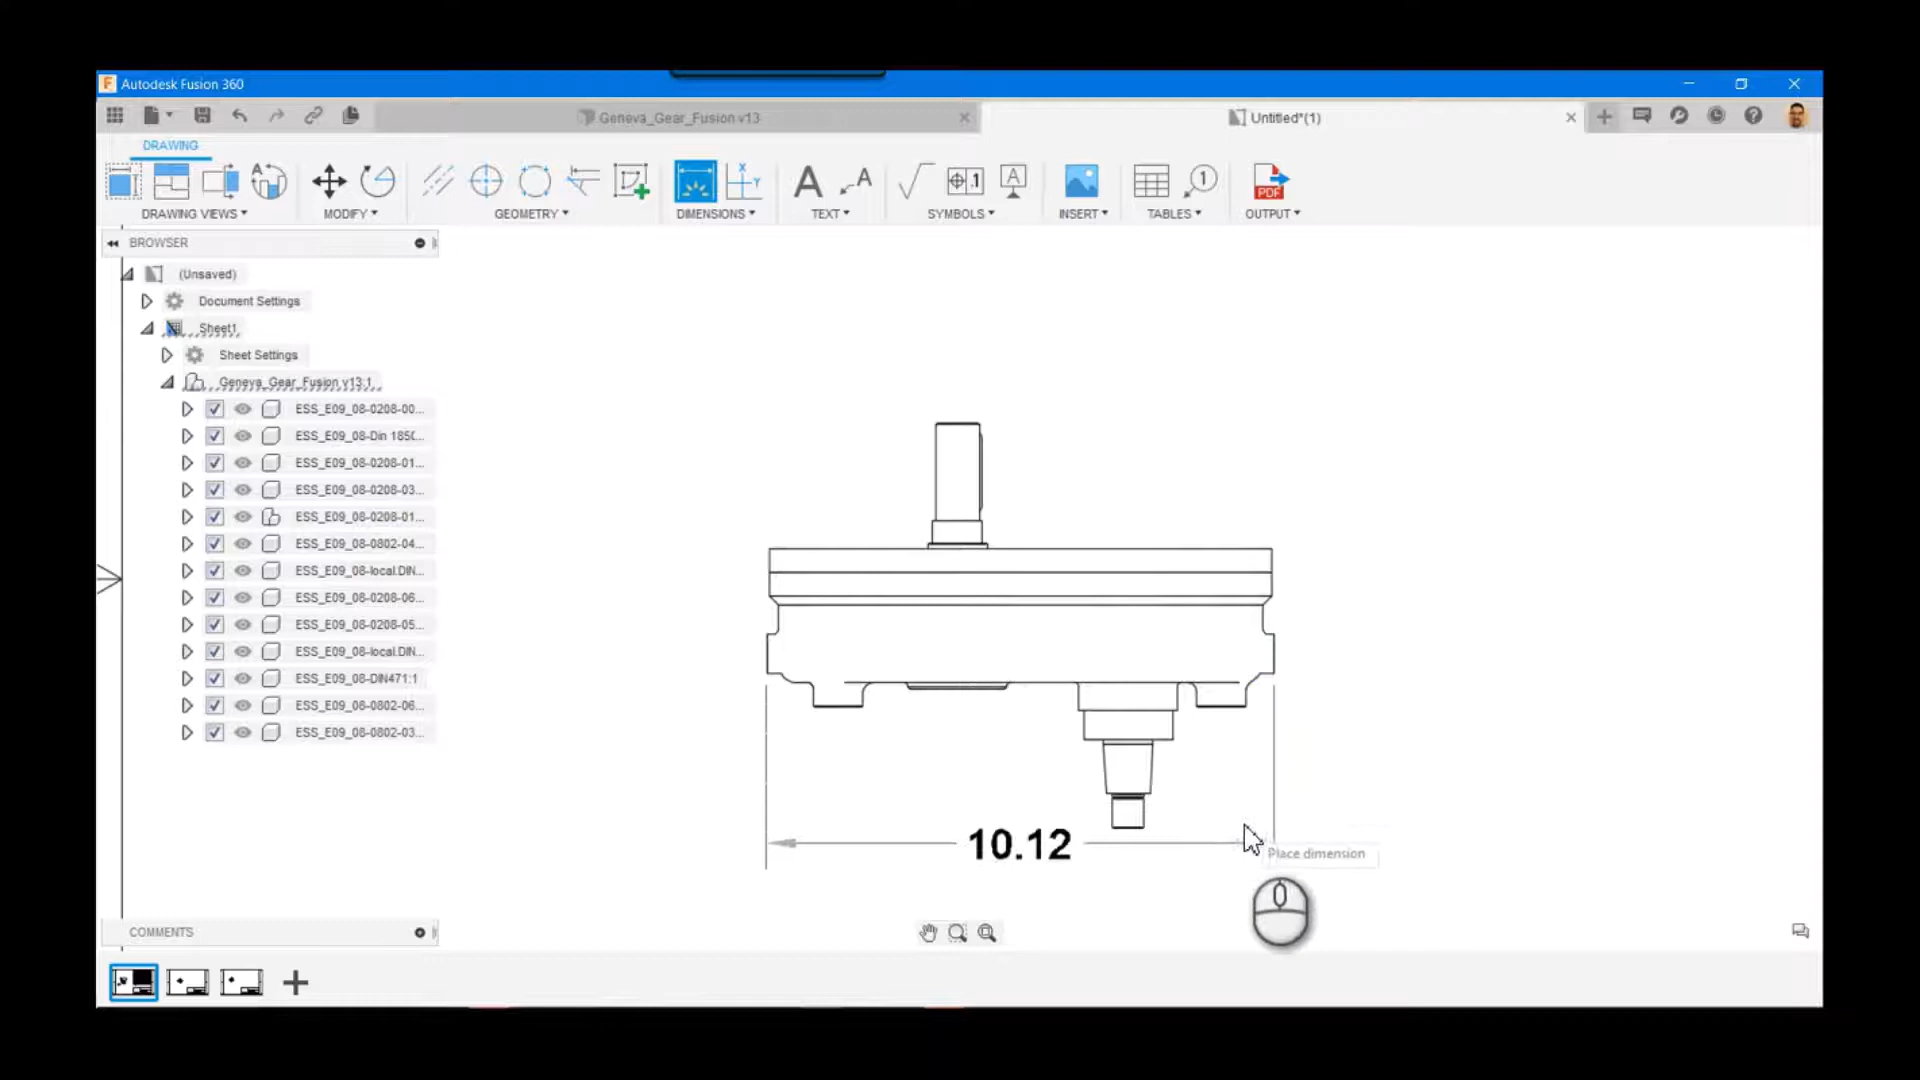 Autodesk Fusion 360
Geneva_Gear_Fusion v13
Untitled*(1)
DRAWING
DRAWING VIEWS
MODIFY
GEOMETRY
DIMENSIONS
TEXT
SYMBOLS
INSERT
TABLES
OUTPUT
BROWSER
(Unsaved)
Document Settings
Sheet1
Sheet Settings
Geneva_Gear_Fusion v13:1
ESS_E09_08-0208-00...
ESS_E09_08-Din 185(...
ESS_E09_08-0208-01...
ESS_E09_08-0208-03...
ESS_E09_08-0208-01...
ESS_E09_08-0802-04...
ESS_E09_08-local.DIN...
ESS_E09_08-0208-06...
ESS_E09_08-0208-05...
ESS_E09_08-local.DIN...
ESS_E09_08-DIN471:1
ESS_E09_08-0802-06...
ESS_E09_08-0802-03...
10.12
Place dimension
COMMENTS